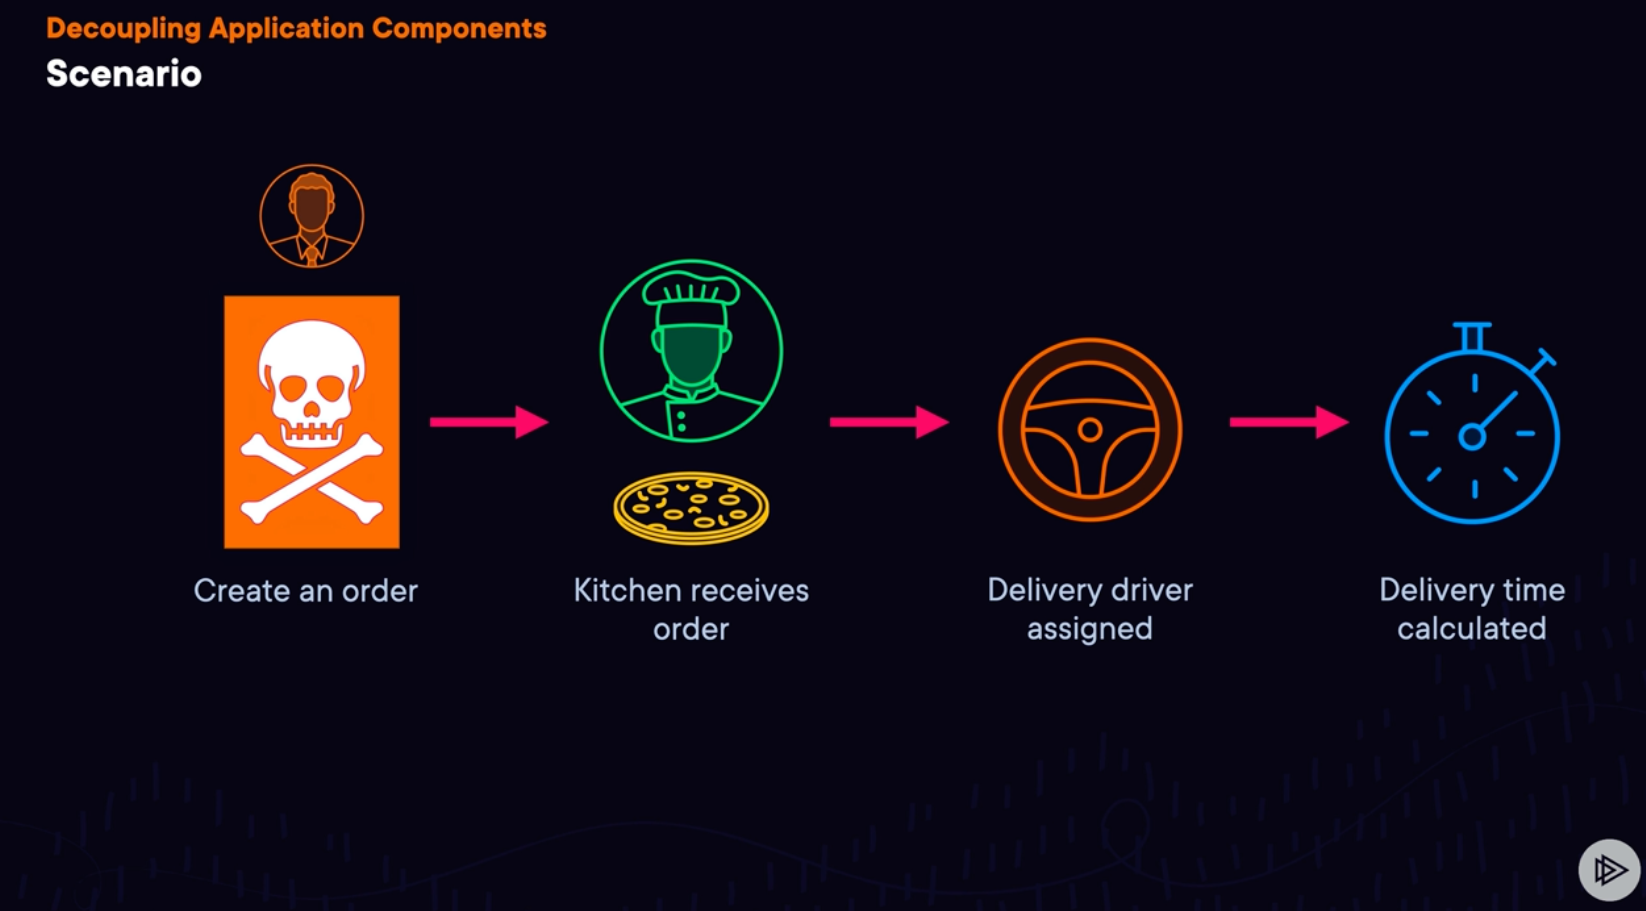 Decoupling Application Components
Scenario
Create an order
Kitchen receives
order
Delivery driver
assigned
Delivery time
calculated